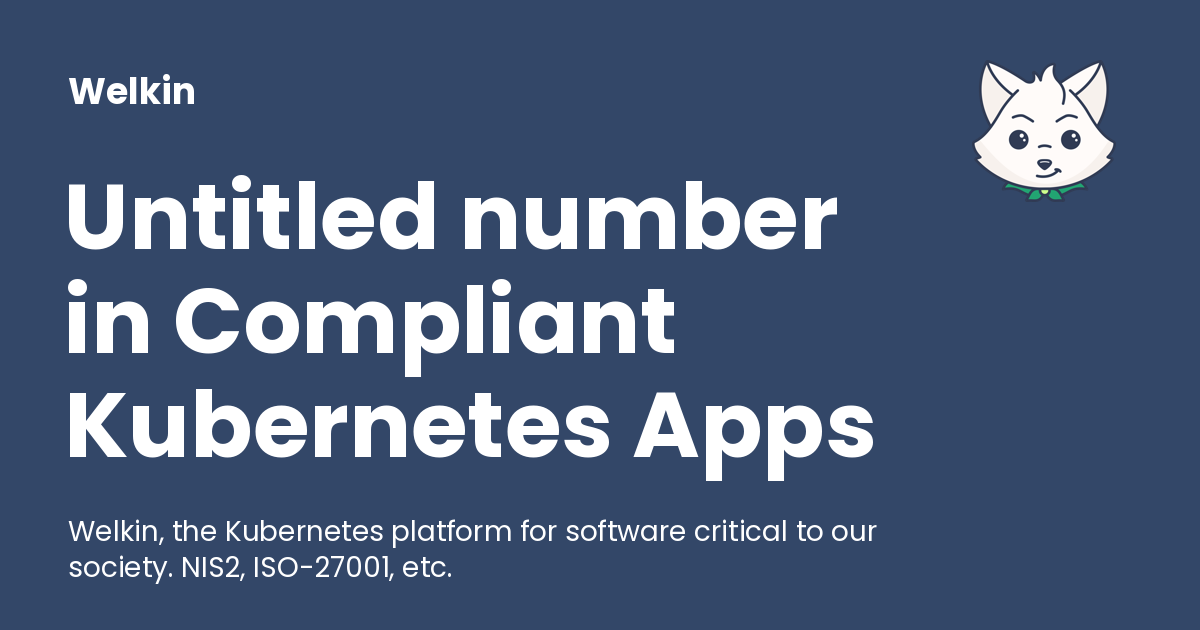 Welkin
Untitled number
in Compliant
Kubernetes Apps
Welkin, the Kubernetes platform for software critical to our
society. NIS2, ISO-27001, etc.